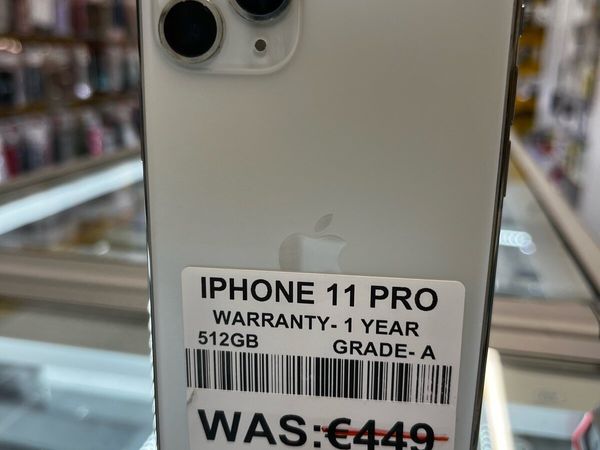 IPHONE 11 PRO
WARRANTY- 1 YEAR
512GB GRADE- A
WAS:€449